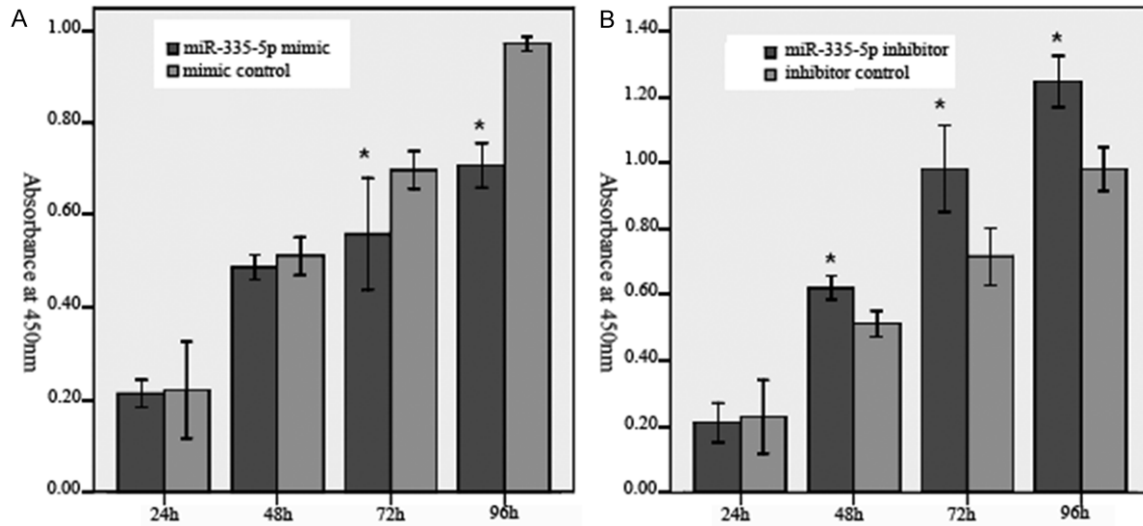 A
Absorbance at 450nm
1.00
0.80
0.60
0.40
0.20
0.00
miR-335-5p mimic
mimic control
*
*
24h
48h
72h
96h
B
Absorbance at 450nm
1.40
1.20
1.00
0.80
0.60
0.40
0.20
0.00
miR-335-5p inhibitor
inhibitor control
*
*
*
24h
48h
72h
96h